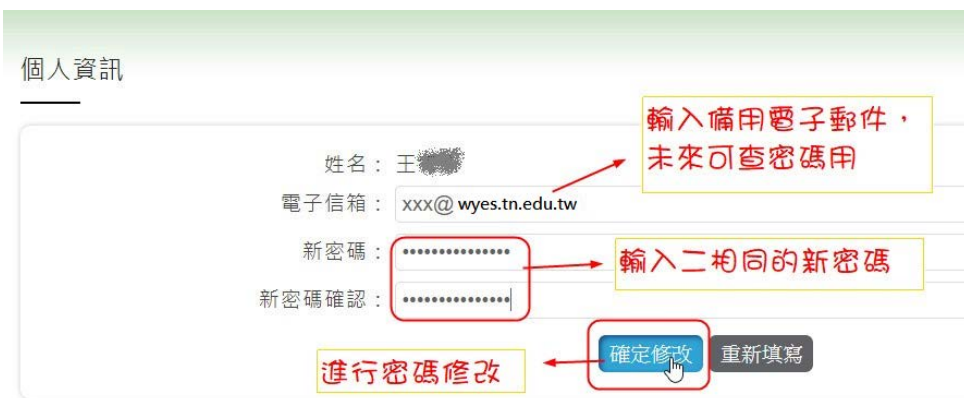 個人資訊
輸入備用電子郵件，
未來可查密碼用
姓名： 王
電子信箱： xxx@ wyes.tn.edu.tw
新密碼： •••••••••••••••
輸入二相同的新密碼
新密碼確認： •••••••••••••••
確定修改 重新填寫
進行密碼修改